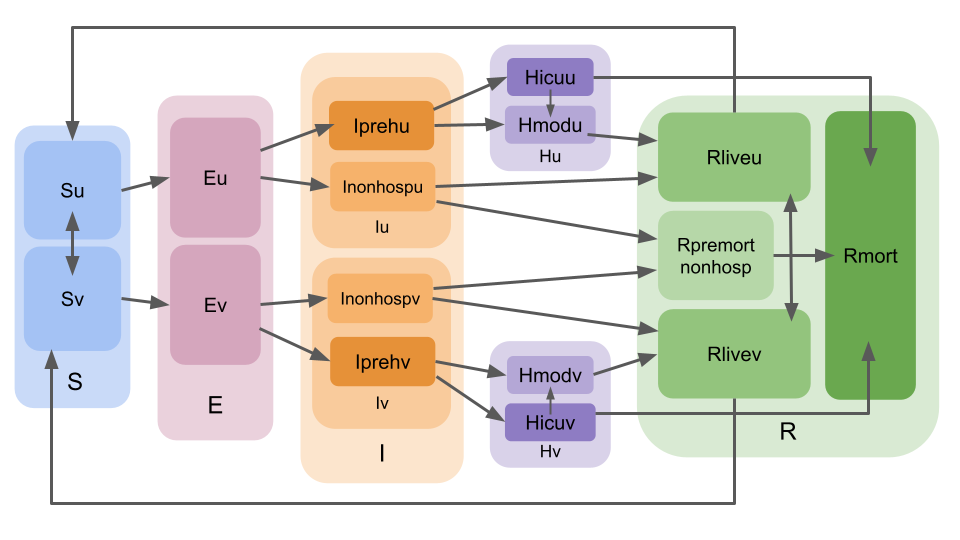 Su
Sv
S
Eu
Ev
E
Iprehu
Inonhospu
Iu
Inonhospv
Iprehv
Iv
I
Hicuu
Hmodu
Hu
Hmodv
Hicuv
Hv
Rliveu
Rpremort
nonhosp
Rlivev
Rmort
R